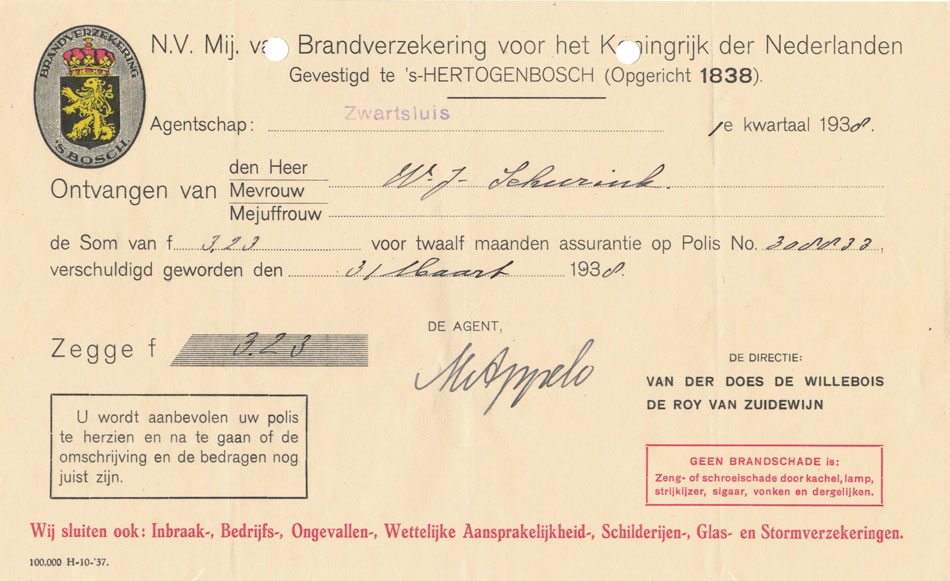 BRANDVERZEKERING
'S BOSCH.
N.V. Mij. van Brandverzekering voor het Koningrijk der Nederlanden
Gevestigd te 's-HERTOGENBOSCH (Opgericht 1838).
Agentschap: Zwartsluis 1e kwartaal 1938.
den Heer
Ontvangen van Mevrouw W. J. Schurink.
Mejuffrouw
de Som van f 3,23 voor twaalf maanden assurantie op Polis No.
verschuldigd geworden den 31 Maart 1938.
DE AGENT,
Zegge f 3.23
MAppelo
DE DIRECTIE:
VAN DER DOES DE WILLEBOIS
DE ROY VAN ZUIDEWIJN
U wordt aanbevolen uw polis
te herzien en na te gaan of de
omschrijving en de bedragen nog
juist zijn.
GEEN BRANDSCHADE is:
Zeng- of schroeischade door kachel, lamp,
strijkijzer, sigaar, vonken en dergelijken.
Wij sluiten ook: Inbraak-, Bedrijfs-, Ongevallen-, Wettelijke Aansprakelijkheid-, Schilderijen-, Glas- en Stormverzekeringen.
100.000 H-10-'37.